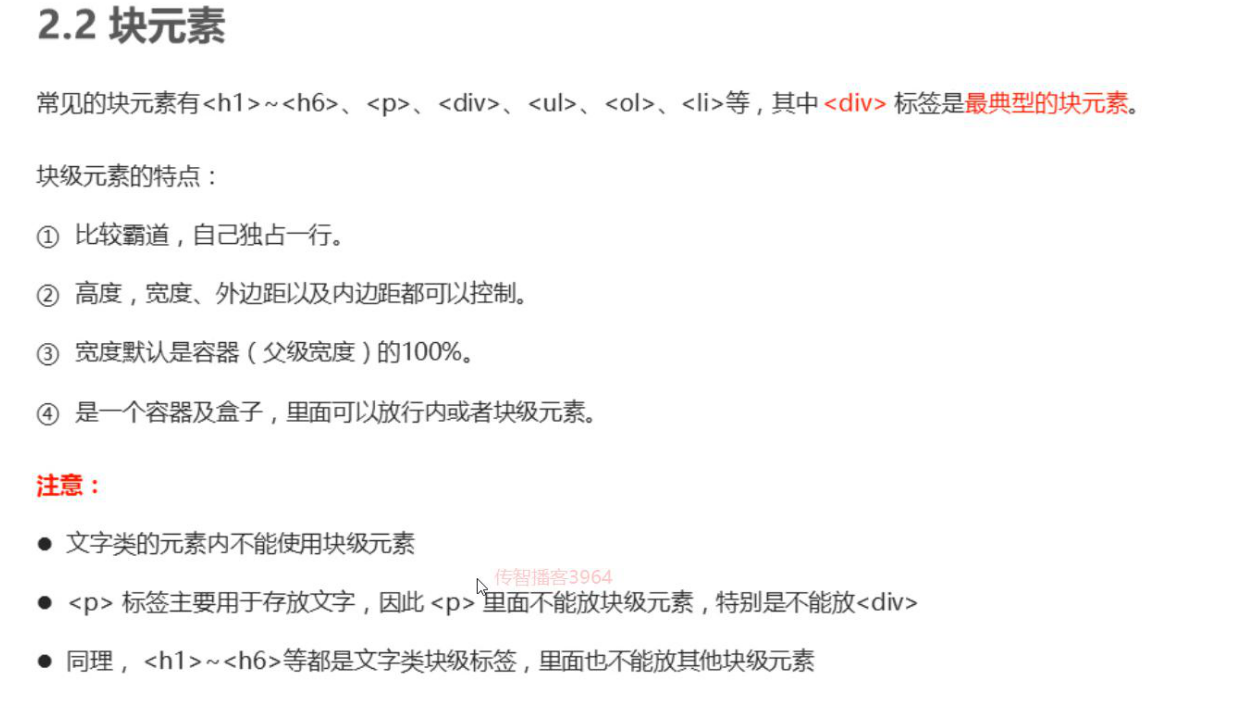 2.2 块元素
常见的块元素有<h1>~<h6>、<p>、<div>、<ul>、<ol>、<li>等，其中<div> 标签是最典型的块元素。
块级元素的特点：
① 比较霸道，自己独占一行。
② 高度，宽度、外边距以及内边距都可以控制。
③ 宽度默认是容器（父级宽度）的100%。
④ 是一个容器及盒子，里面可以放行内或者块级元素。
注意：
● 文字类的元素内不能使用块级元素
传智播客3964
● <p> 标签主要用于存放文字，因此 <p> 里面不能放块级元素，特别是不能放<div>
● 同理， <h1>~<h6>等都是文字类块级标签，里面也不能放其他块级元素